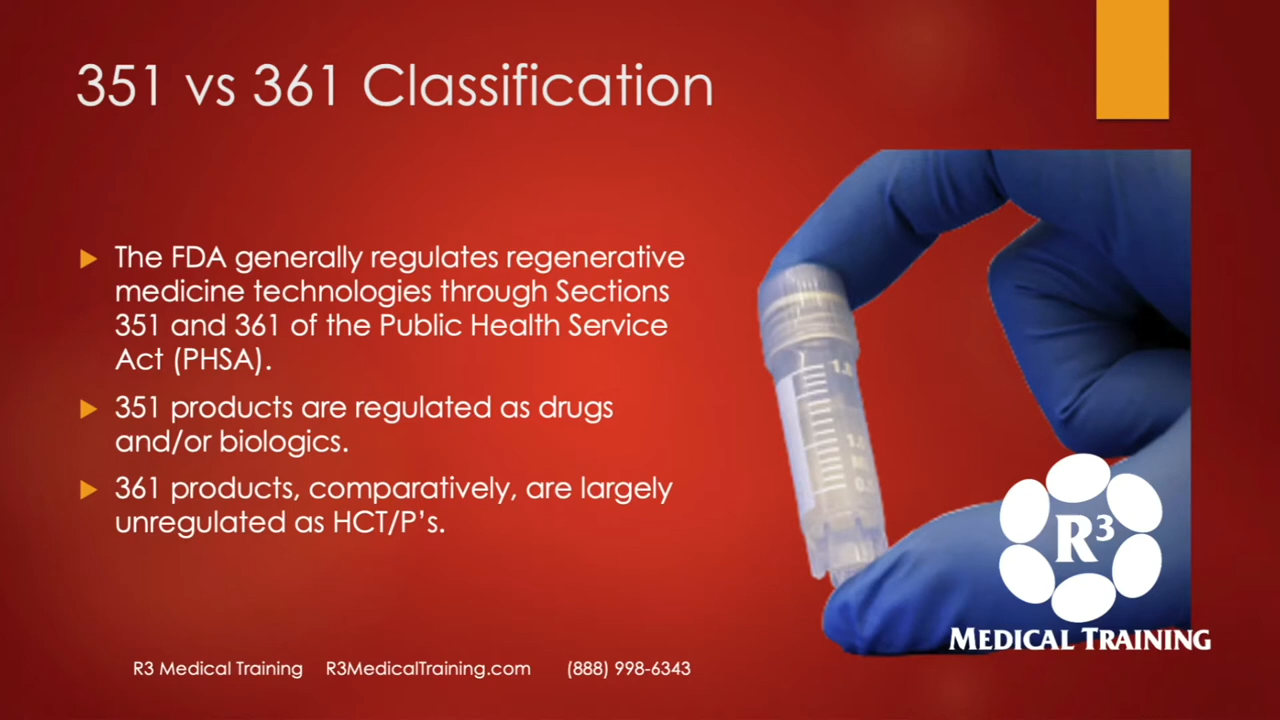 351 vs 361 Classification
The FDA generally regulates regenerative
medicine technologies through Sections
351 and 361 of the Public Health Service
Act (PHSA).
351 products are regulated as drugs
and/or biologics.
361 products, comparatively, are largely
unregulated as HCT/P's.
R3
MEDICAL TRAINING
R3 Medical Training R3MedicalTraining.com (888) 998-6343